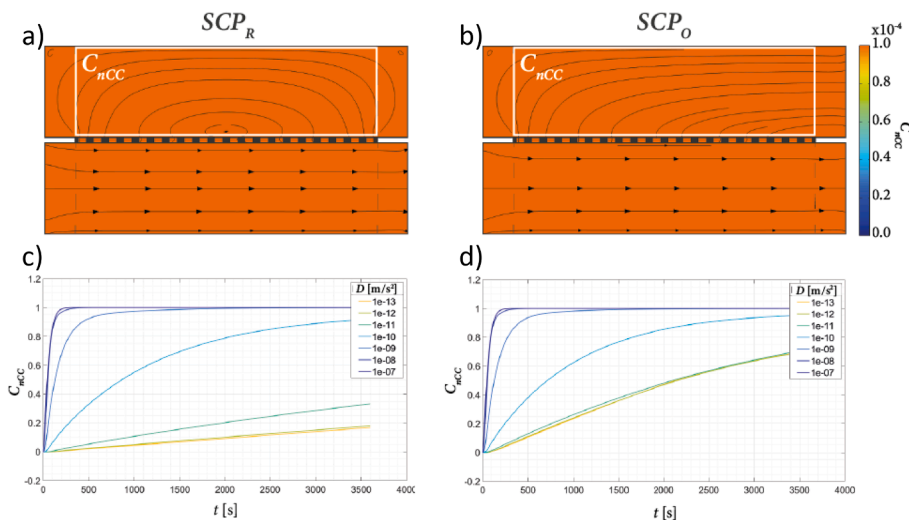 a)
SCP_R
C_nCC
b)
SCP_O
C_nCC
x10^-4
1.0
0.8
0.6
0.4
0.2
0.0
C_nCC
c)
1.2
1
0.8
0.6
0.4
0.2
0
-0.2
C_nCC
D [m/s²]
1e-13
1e-12
1e-11
1e-10
1e-09
1e-08
1e-07
0 500 1000 1500 2000 2500 3000 3500 4000
t [s]
d)
1.2
1
0.8
0.6
0.4
0.2
0
-0.2
C_nCC
D [m/s²]
1e-13
1e-12
1e-11
1e-10
1e-09
1e-08
1e-07
0 500 1000 1500 2000 2500 3000 3500 4000
t [s]